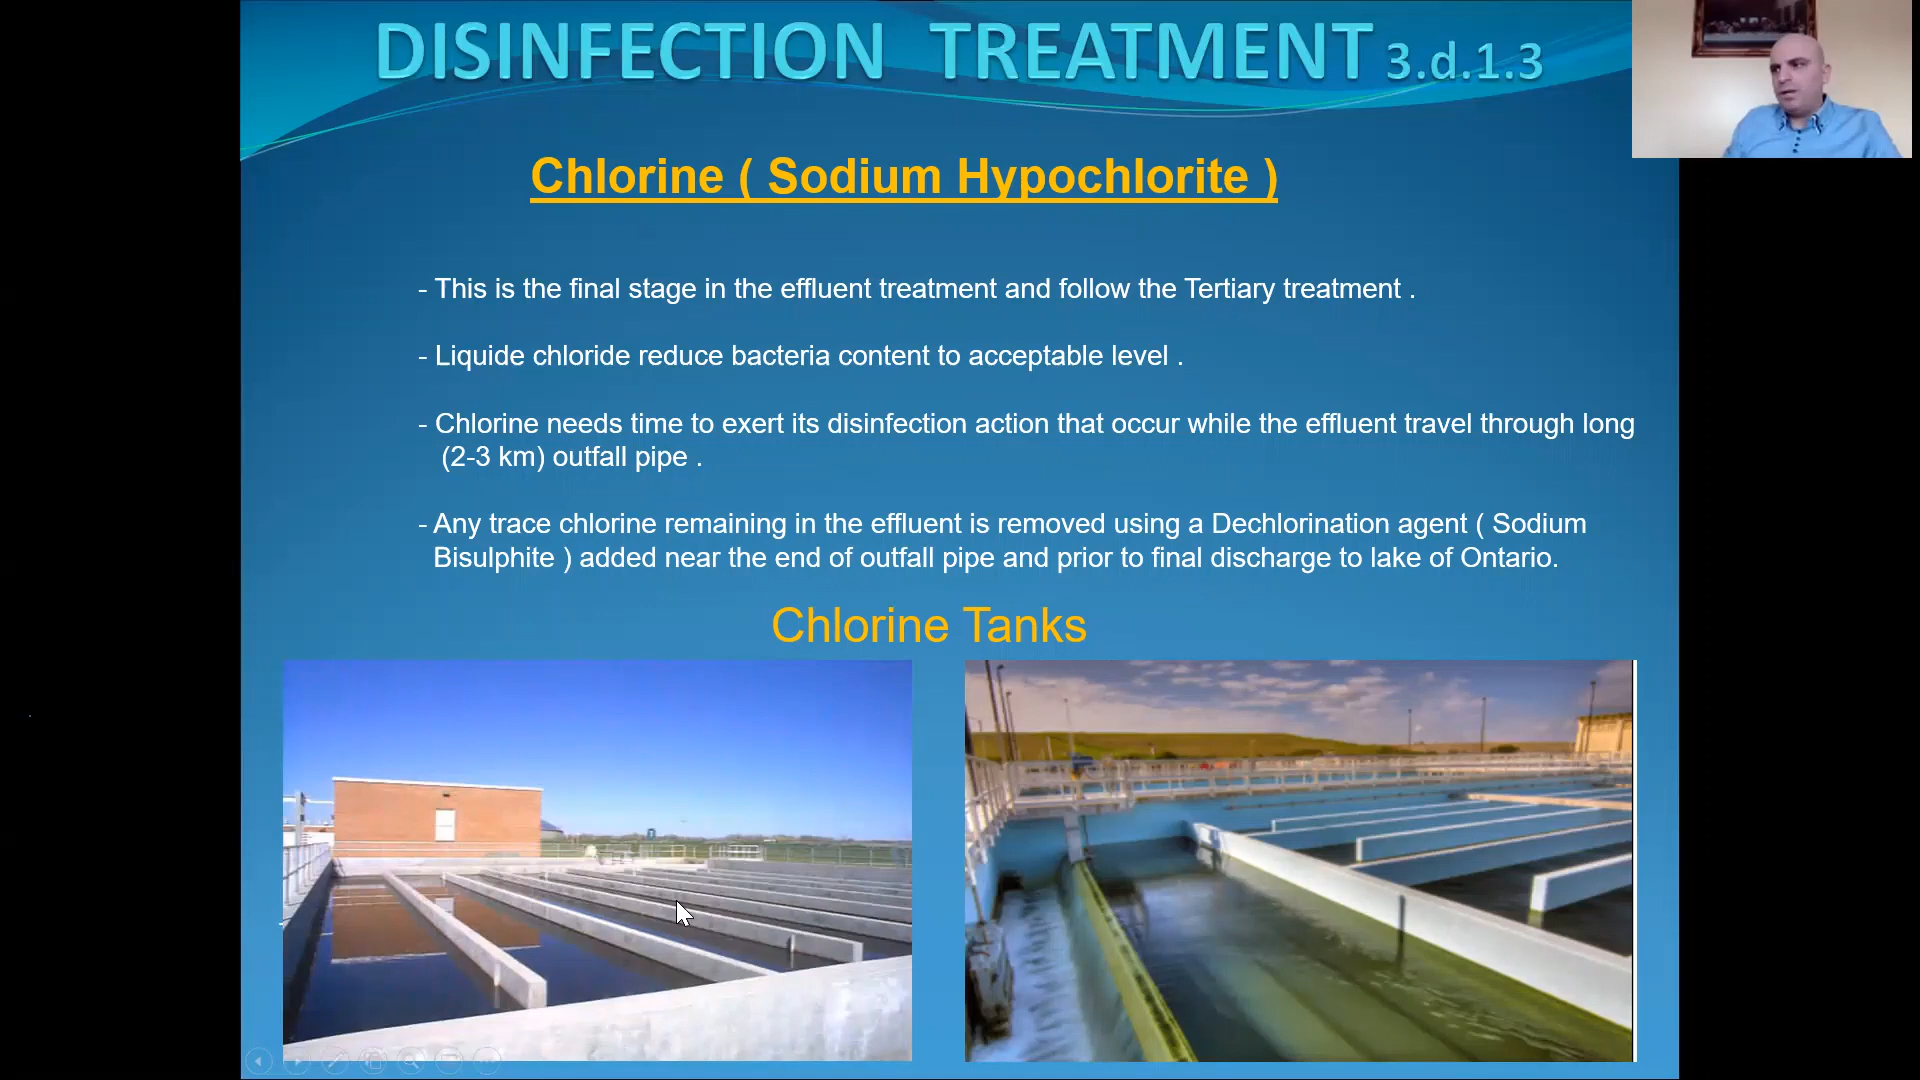 DISINFECTION TREATMENT 3.d.1.3
Chlorine ( Sodium Hypochlorite )
- This is the final stage in the effluent treatment and follow the Tertiary treatment .
- Liquide chloride reduce bacteria content to acceptable level .
- Chlorine needs time to exert its disinfection action that occur while the effluent travel through long
(2-3 km) outfall pipe .
- Any trace chlorine remaining in the effluent is removed using a Dechlorination agent ( Sodium
Bisulphite ) added near the end of outfall pipe and prior to final discharge to lake of Ontario.
Chlorine Tanks